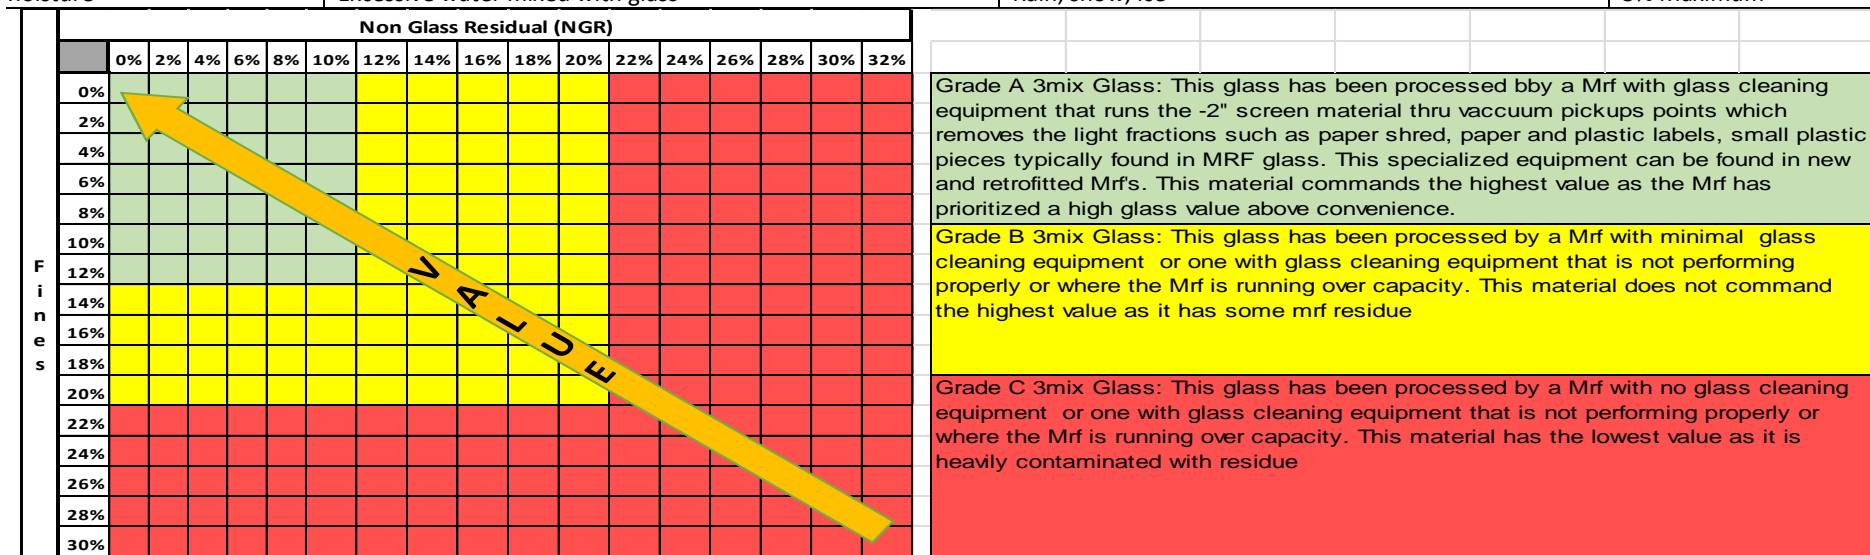 Excessive water mixed with glass Rain, snow, ice 5% maximum
Non Glass Residual (NGR)
0% 2% 4% 6% 8% 10% 12% 14% 16% 18% 20% 22% 24% 26% 28% 30% 32%
Fines
0%
2%
4%
6%
8%
10%
12%
14%
16%
18%
20%
22%
24%
26%
28%
30%
VALUE
Grade A 3mix Glass: This glass has been processed bby a Mrf with glass cleaning
equipment that runs the -2" screen material thru vaccuum pickups points which
removes the light fractions such as paper shred, paper and plastic labels, small plastic
pieces typically found in MRF glass. This specialized equipment can be found in new
and retrofitted Mrf's. This material commands the highest value as the Mrf has
prioritized a high glass value above convenience.
Grade B 3mix Glass: This glass has been processed by a Mrf with minimal  glass
cleaning equipment  or one with glass cleaning equipment that is not performing
properly or where the Mrf is running over capacity. This material does not command
the highest value as it has some mrf residue
Grade C 3mix Glass: This glass has been processed by a Mrf with no glass cleaning
equipment  or one with glass cleaning equipment that is not performing properly or
where the Mrf is running over capacity. This material has the lowest value as it is
heavily contaminated with residue